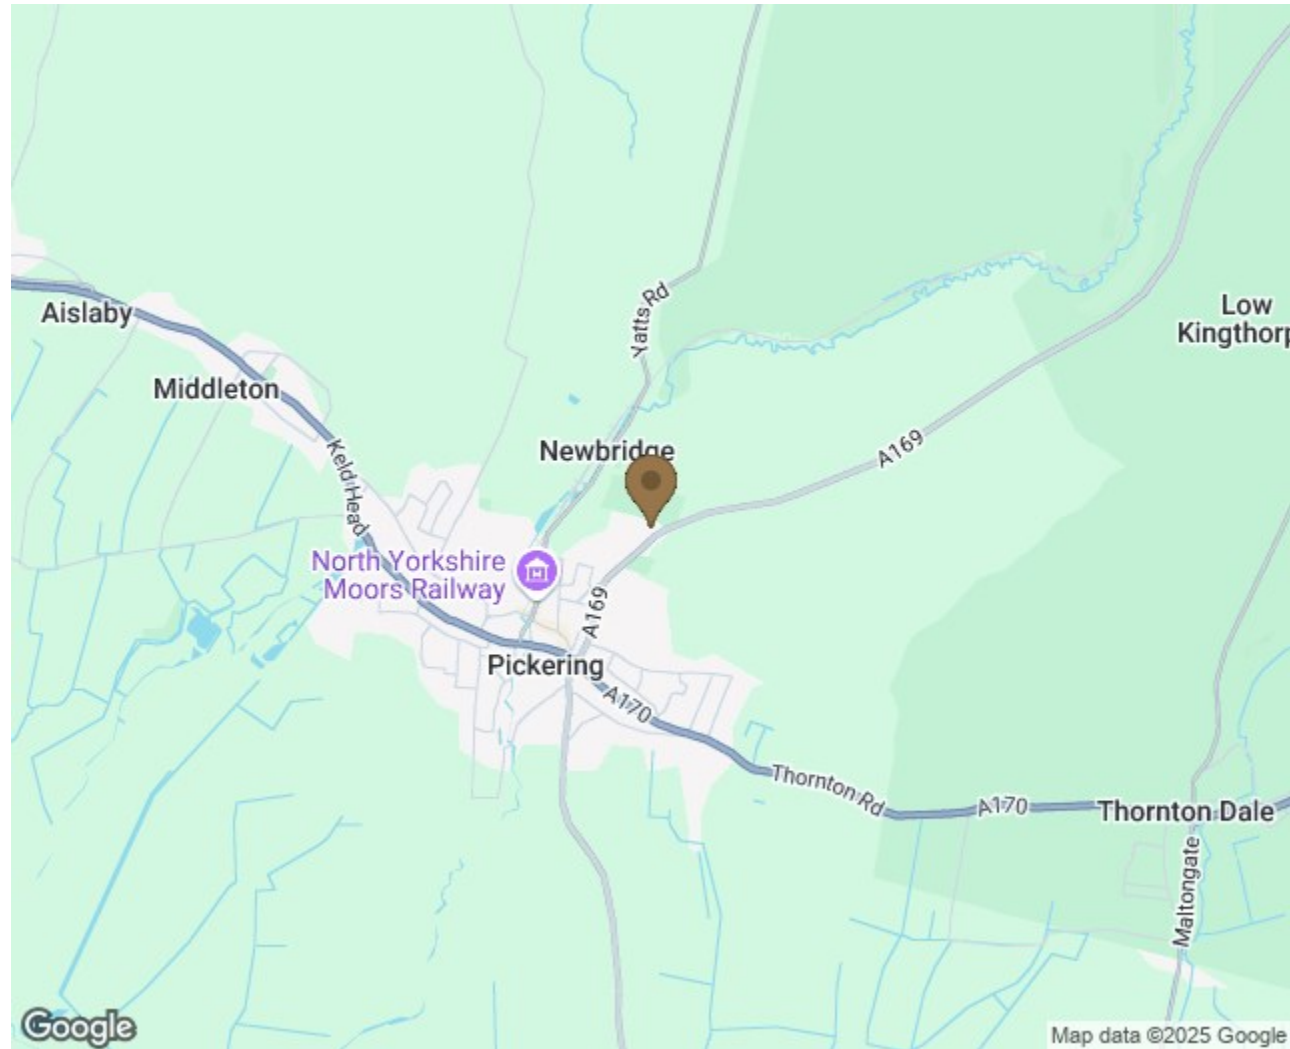 Yatts Rd
Low
Kingthorp
Aislaby
Middleton
Keld Head
Newbridge
A169
North Yorkshire
Moors Railway
A169
Pickering
A170
Thornton Rd
A170
Thornton Dale
Maltongate
Google
Map data ©2025 Google